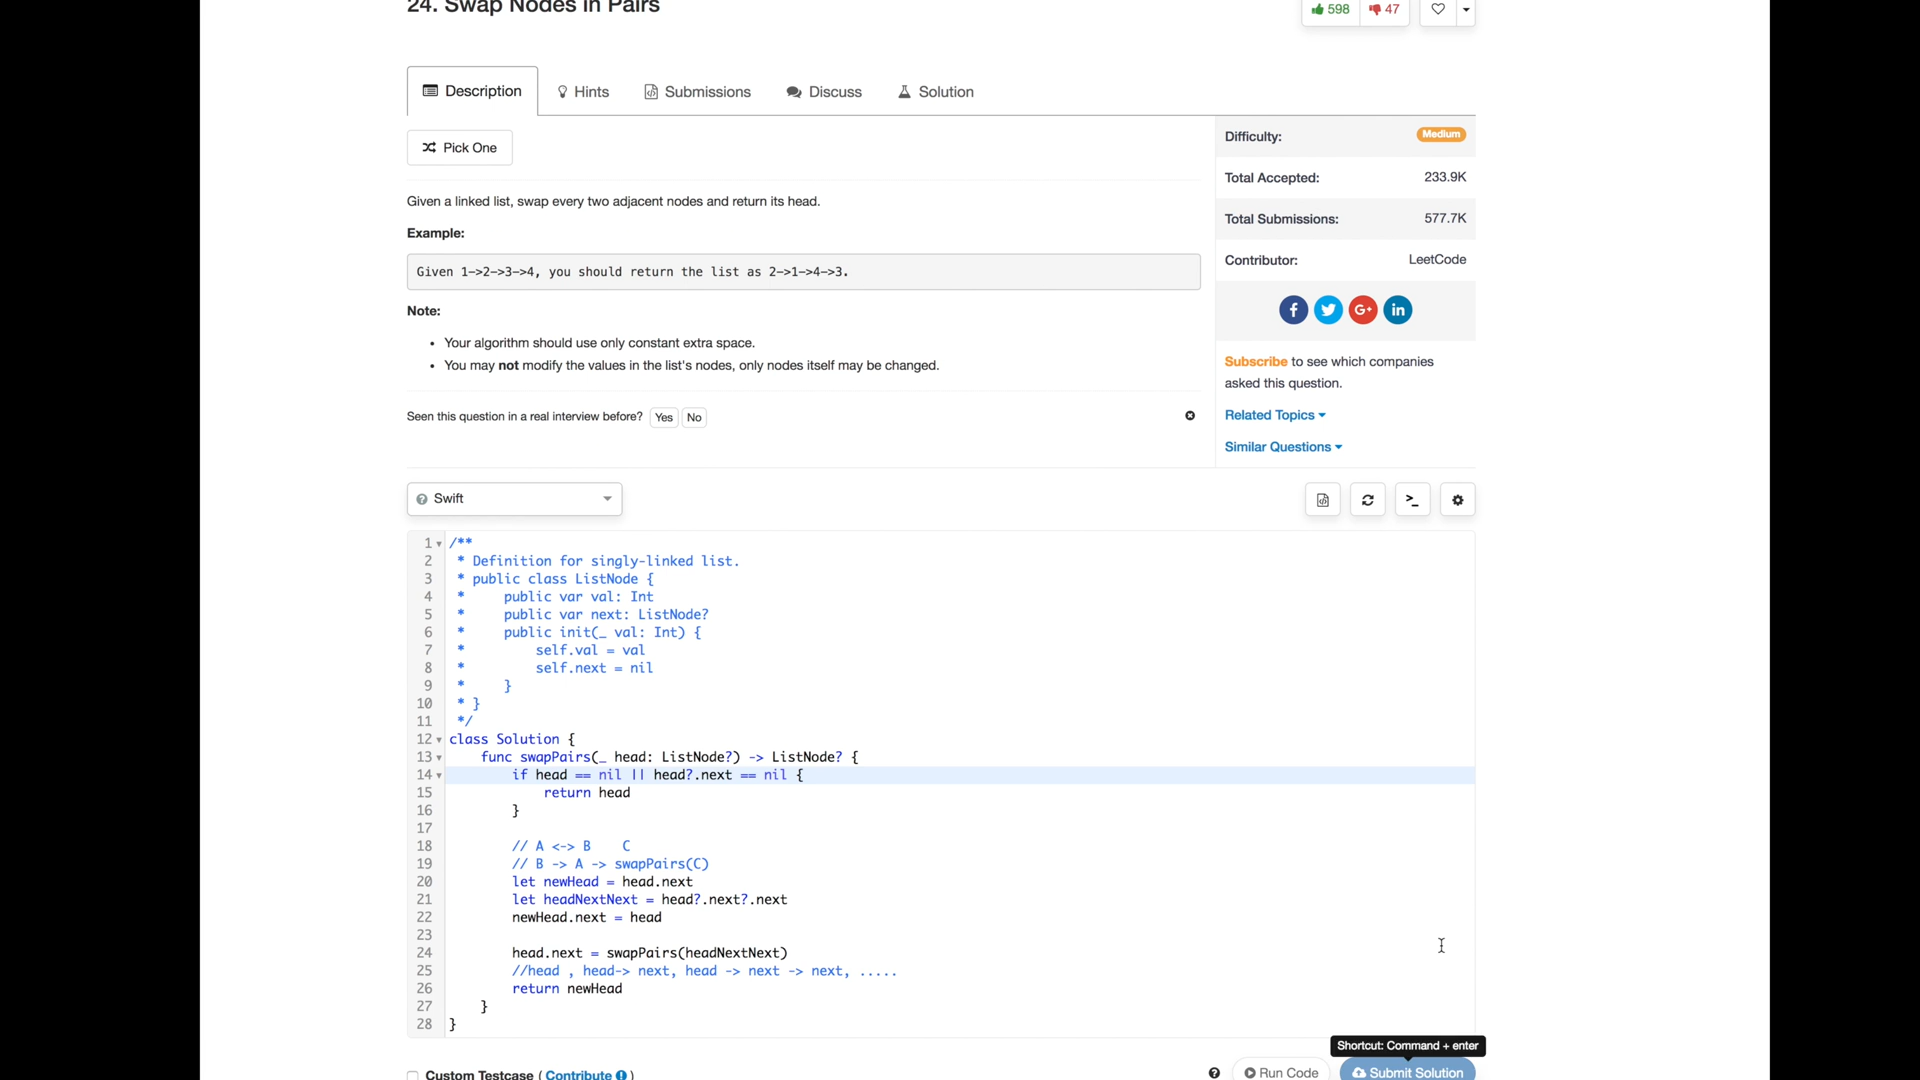 24. Swap Nodes in Pairs
598 47
Description Hints Submissions Discuss Solution
Pick One
Given a linked list, swap every two adjacent nodes and return its head.
Example:
Given 1->2->3->4, you should return the list as 2->1->4->3.
Note:
• Your algorithm should use only constant extra space.
• You may not modify the values in the list's nodes, only nodes itself may be changed.
Seen this question in a real interview before? Yes No
Difficulty: Medium
Total Accepted: 233.9K
Total Submissions: 577.7K
Contributor: LeetCode
f G+ in
Subscribe to see which companies
asked this question.
Related Topics
Similar Questions
? Swift >_
1 /**
2 * Definition for singly-linked list.
3 * public class ListNode {
4 *     public var val: Int
5 *     public var next: ListNode?
6 *     public init(_ val: Int) {
7 *         self.val = val
8 *         self.next = nil
9 *     }
10 * }
11 */
12 class Solution {
13     func swapPairs(_ head: ListNode?) -> ListNode? {
14         if head == nil || head?.next == nil {
15             return head
16         }
17
18         // A <-> B    C
19         // B -> A -> swapPairs(C)
20         let newHead = head.next
21         let headNextNext = head?.next?.next
22         newHead.next = head
23
24         head.next = swapPairs(headNextNext)
25         //head , head-> next, head -> next -> next, .....
26         return newHead
27     }
28 }
Shortcut: Command + enter
Custom Testcase ( Contribute ! ) ? Run Code Submit Solution